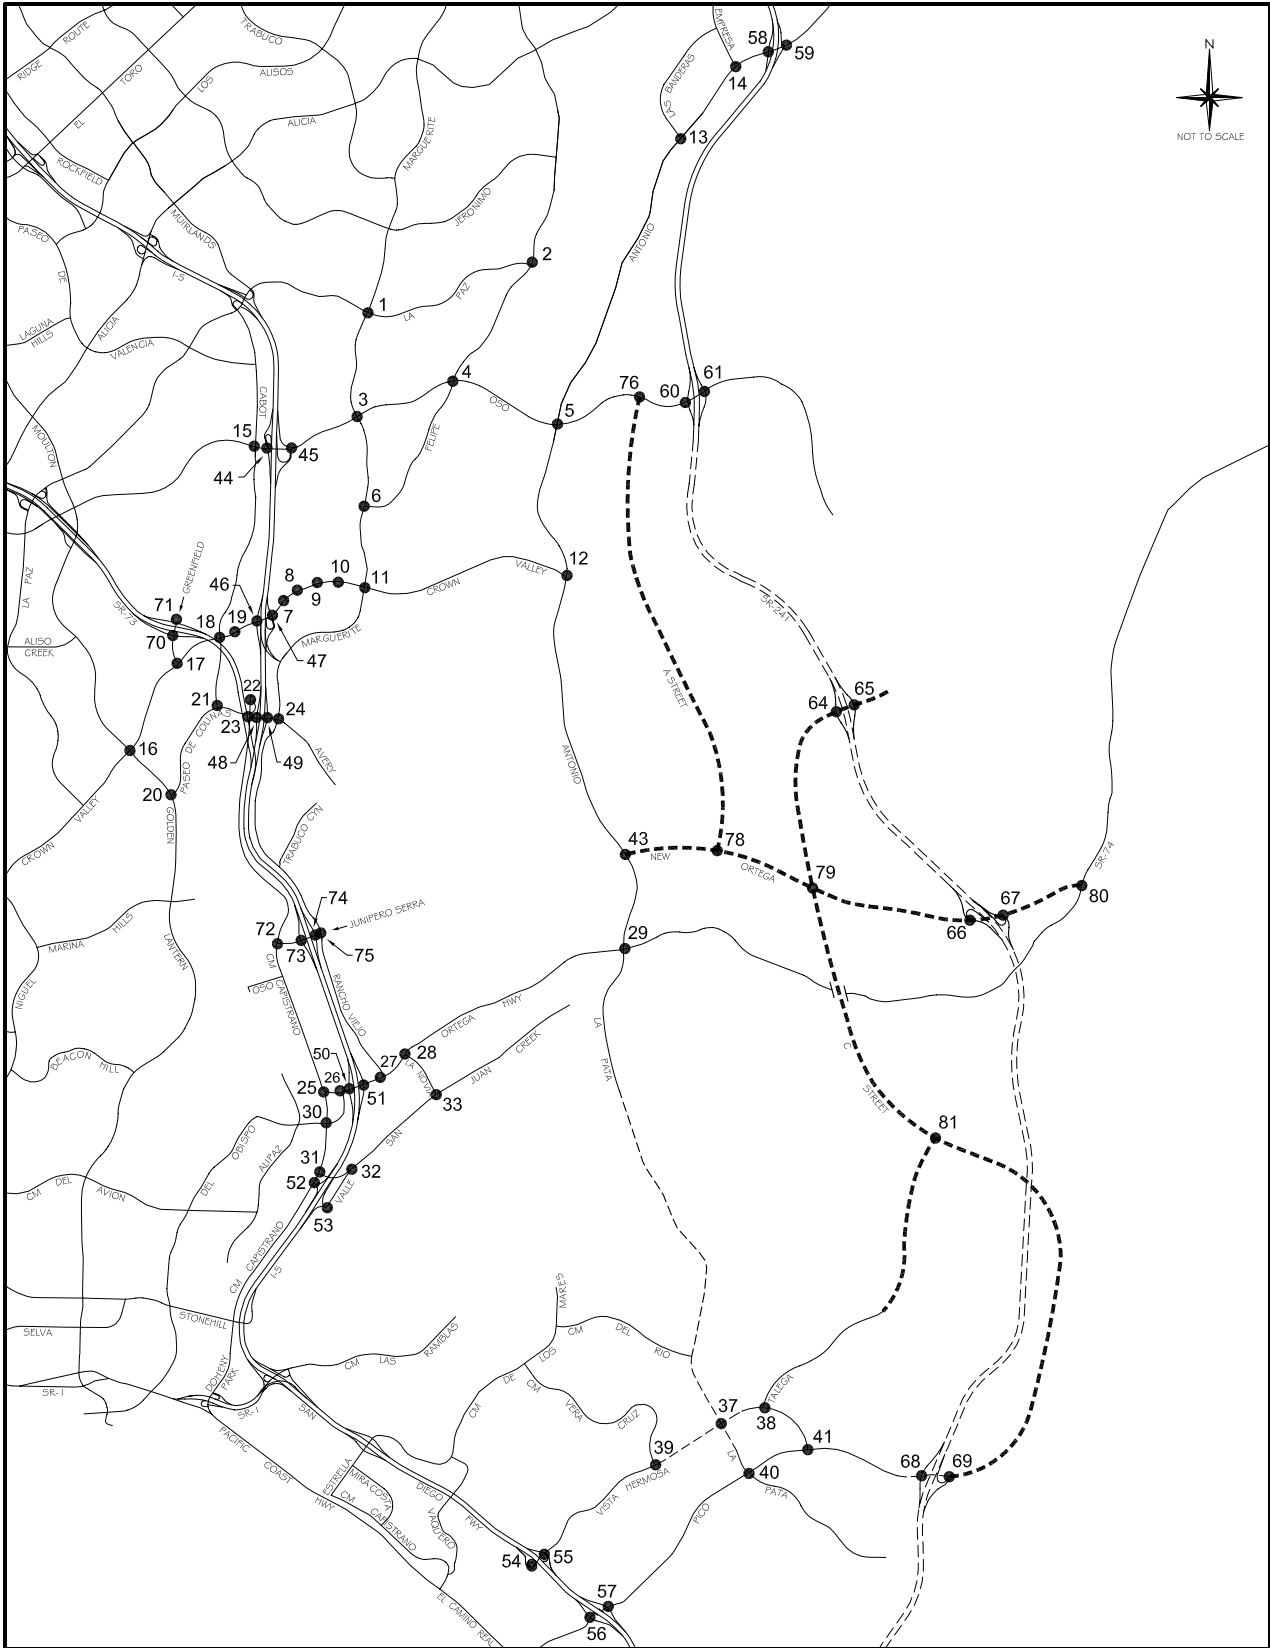 RIDGE ROUTE
TRABUCO
EMPRESA
58
59
14
N
NOT TO SCALE
EL TORO
LOS ALISOS
LAS BANDERAS
ALICIA
MARGUERITE
13
ROCKFIELD
JERONIMO
MUIRLANDS
PASEO DE VALENCIA
ANTONIO
2
I-5
1
LA PAZ
LAGUNA
HILLS
ALICIA
4
76
60
61
CABOT
3
OSO
5
MOULTON
15
44
45
FELIPE
6
12
LA PAZ
SR-73
GREENFIELD
46
8
9
10
11
CROWN VALLEY
71
70
18
19
7
MARGUERITE
47
SR-241
ALISO
CREEK
17
A STREET
22
21
23
24
64
65
PASEO DE COLINAS
48
49
AVERY
16
ANTONIO
20
GOLDEN LANTERN
CROWN VALLEY
TRABUCO CYN
43
78
NEW ORTEGA
79
SR-74
80
74
JUNIPERO SERRA
67
66
72
73
75
29
MARINA HILLS
CM CAPISTRANO
OSO
RANCHO VIEJO
NIGUEL
ORTEGA HWY
LA PATA
C STREET
50
27
28
BEACON HILL
LA NOVIA
SAN JUAN CREEK
25
26
51
33
30
81
DEL OBISPO
ALIPAZ
31
32
52
VALLE
53
CM DEL AVION
CM CAPISTRANO
I-5
MARES
STONEHILL
SELVA
CM DEL RIO
CM LAS RAMBLAS
CM DE LOS
DOHENY
PARK
SR-1
SR-1
CM VERA CRUZ
TALEGA
37
38
SAN DIEGO FWY
PACIFIC COAST HWY
39
41
LA PATA
40
68
69
ESTRELLA
MIRA COSTA
CM CAPISTRANO
VAQUERO
VISTA HERMOSA
PICO
54
55
57
56
EL CAMINO REAL